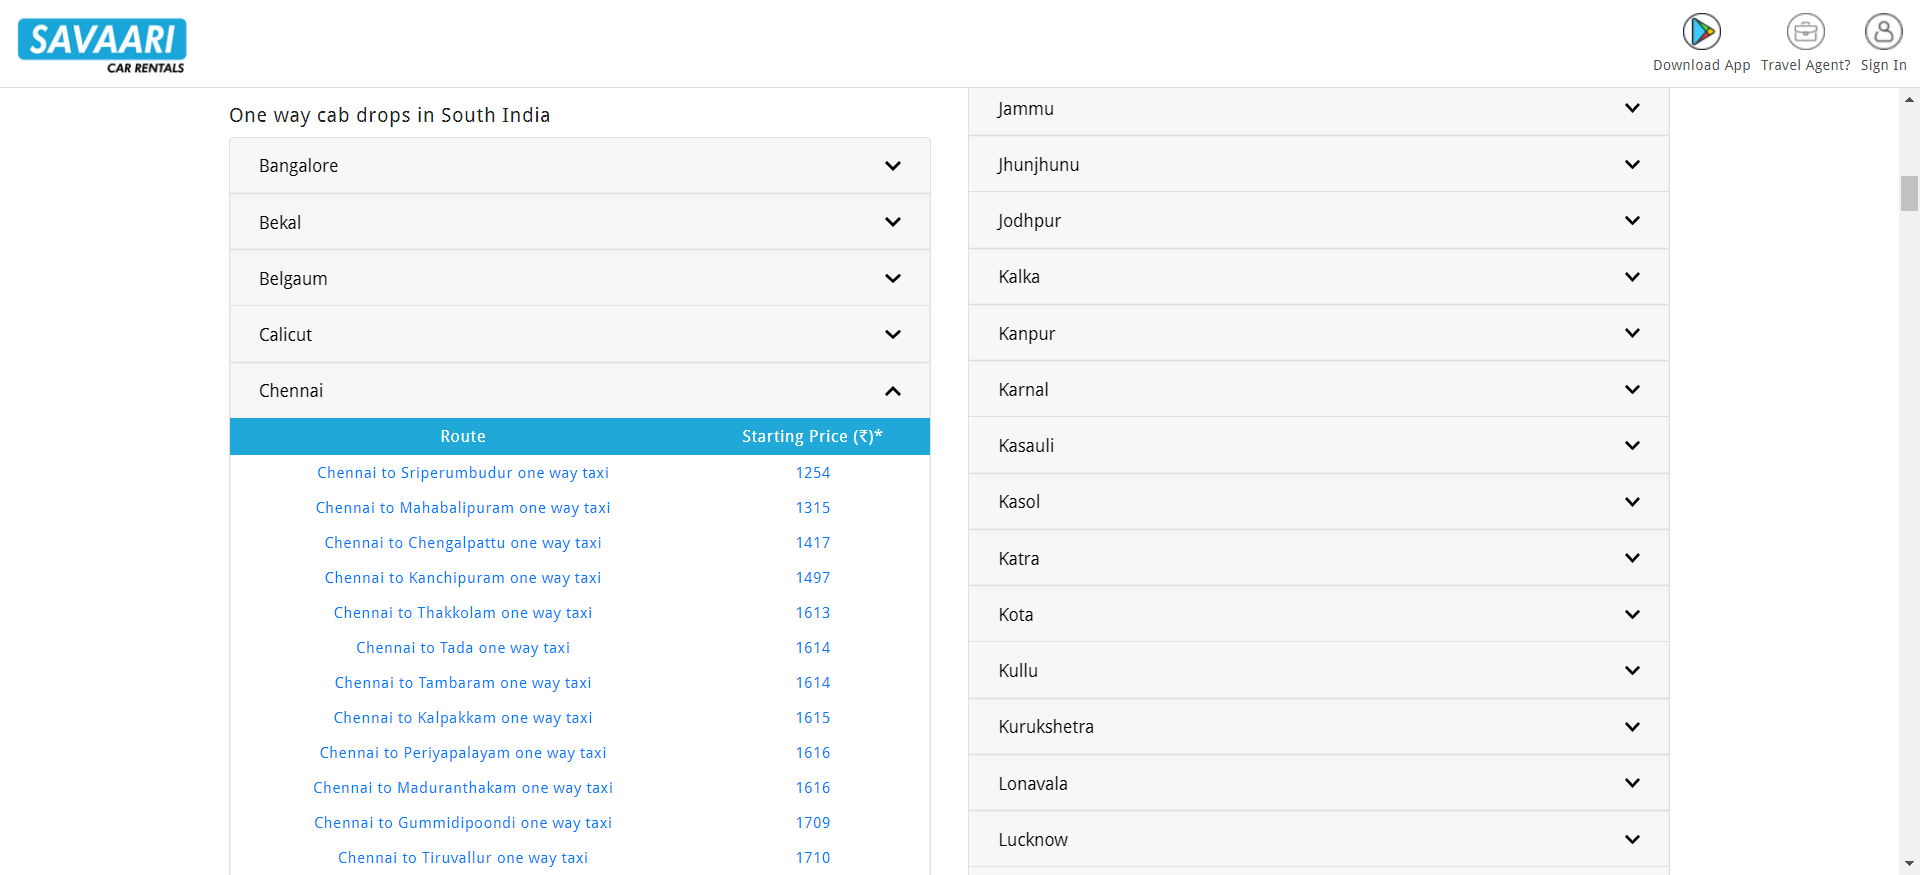 SAVAARI
CAR RENTALS
Download App
Travel Agent?
Sign In
One way cab drops in South India
Bangalore
Bekal
Belgaum
Calicut
Chennai
Route Starting Price (₹)*
Chennai to Sriperumbudur one way taxi 1254
Chennai to Mahabalipuram one way taxi 1315
Chennai to Chengalpattu one way taxi 1417
Chennai to Kanchipuram one way taxi 1497
Chennai to Thakkolam one way taxi 1613
Chennai to Tada one way taxi 1614
Chennai to Tambaram one way taxi 1614
Chennai to Kalpakkam one way taxi 1615
Chennai to Periyapalayam one way taxi 1616
Chennai to Maduranthakam one way taxi 1616
Chennai to Gummidipoondi one way taxi 1709
Chennai to Tiruvallur one way taxi 1710
Jammu
Jhunjhunu
Jodhpur
Kalka
Kanpur
Karnal
Kasauli
Kasol
Katra
Kota
Kullu
Kurukshetra
Lonavala
Lucknow